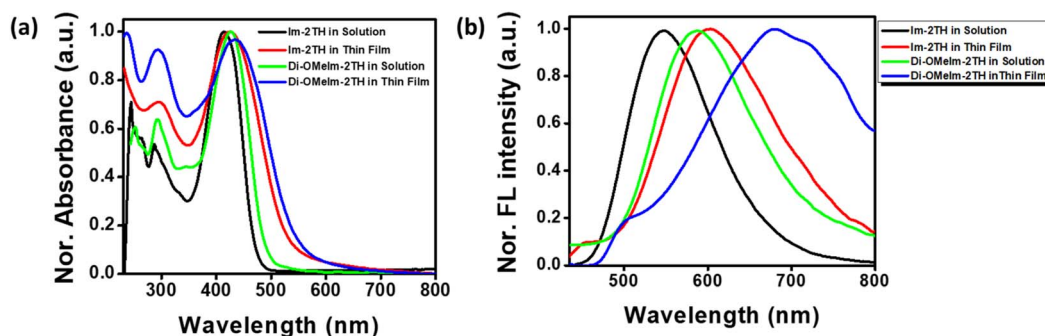 (a)
Nor. Absorbance (a.u.)
1.0
0.8
0.6
0.4
0.2
0.0
Im-2TH in Solution
Im-2TH in Thin Film
Di-OMeIm-2TH in Solution
Di-OMeIm-2TH in Thin Film
300 400 500 600 700 800
Wavelength (nm)
(b)
Nor. FL intensity (a.u.)
1.0
0.8
0.6
0.4
0.2
0.0
Im-2TH in Solution
Im-2TH in Thin Film
Di-OMeIm-2TH in Solution
Di-OMeIm-2TH in Thin Film
500 600 700 800
Wavelength (nm)